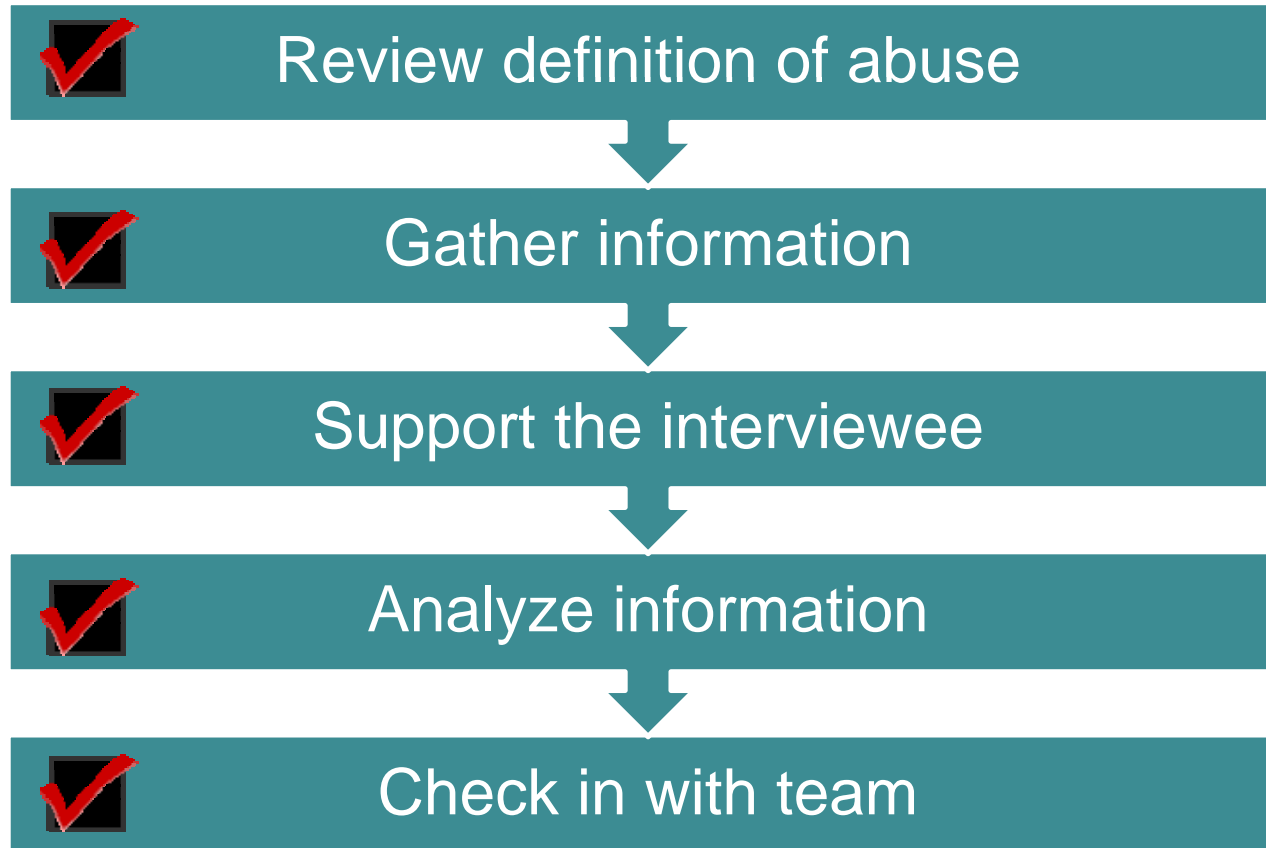 Review definition of abuse
Gather information
Support the interviewee
Analyze information
Check in with team